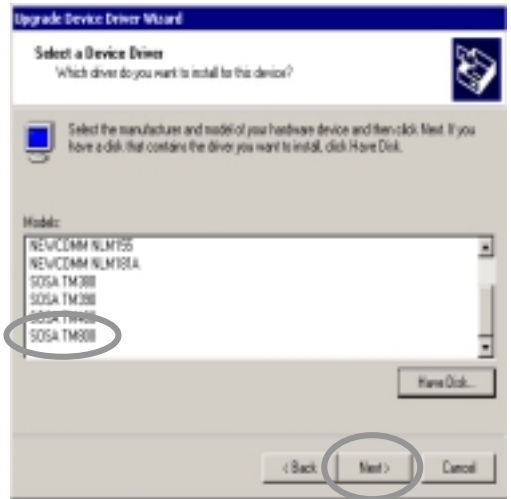 Upgrade Device Driver Wizard
Select a Device Driver
Which driver do you want to install for this device?
Select the manufacturer and model of your hardware device and then click Next. If you
have a disk that contains the driver you want to install, click Have Disk.
Models:
NEWCOMM NLM155
NEWCOMM NLM181A
SOSA TM380
SOSA TM390
SOSA
SOSA TM800
Have Disk...
< Back
Next >
Cancel